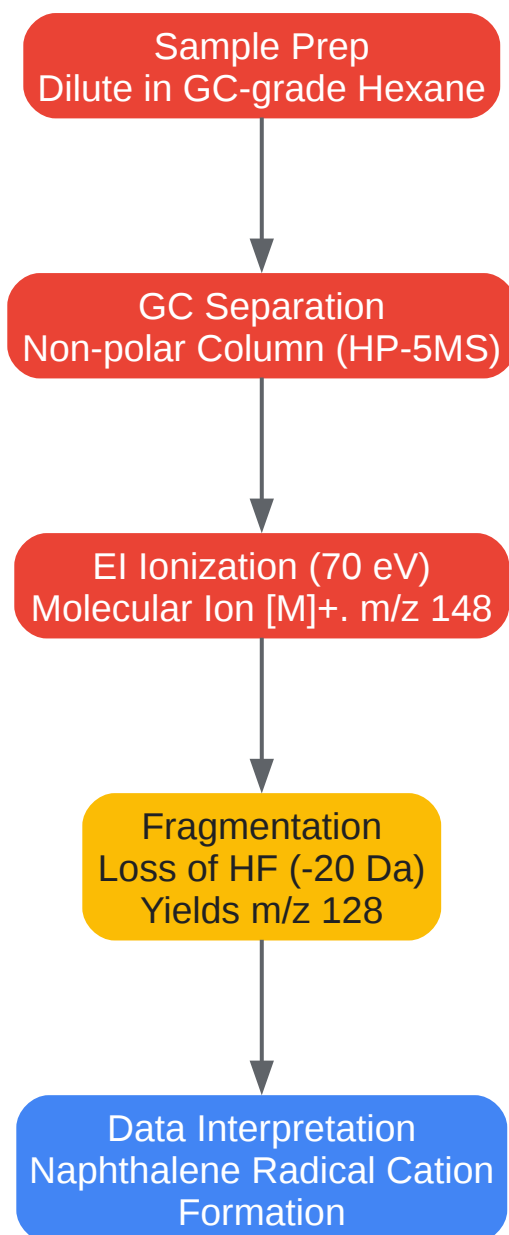 Sample Prep
Dilute in GC-grade Hexane
GC Separation
Non-polar Column (HP-5MS)
EI Ionization (70 eV)
Molecular Ion [M]+. m/z 148
Fragmentation
Loss of HF (-20 Da)
Yields m/z 128
Data Interpretation
Naphthalene Radical Cation
Formation